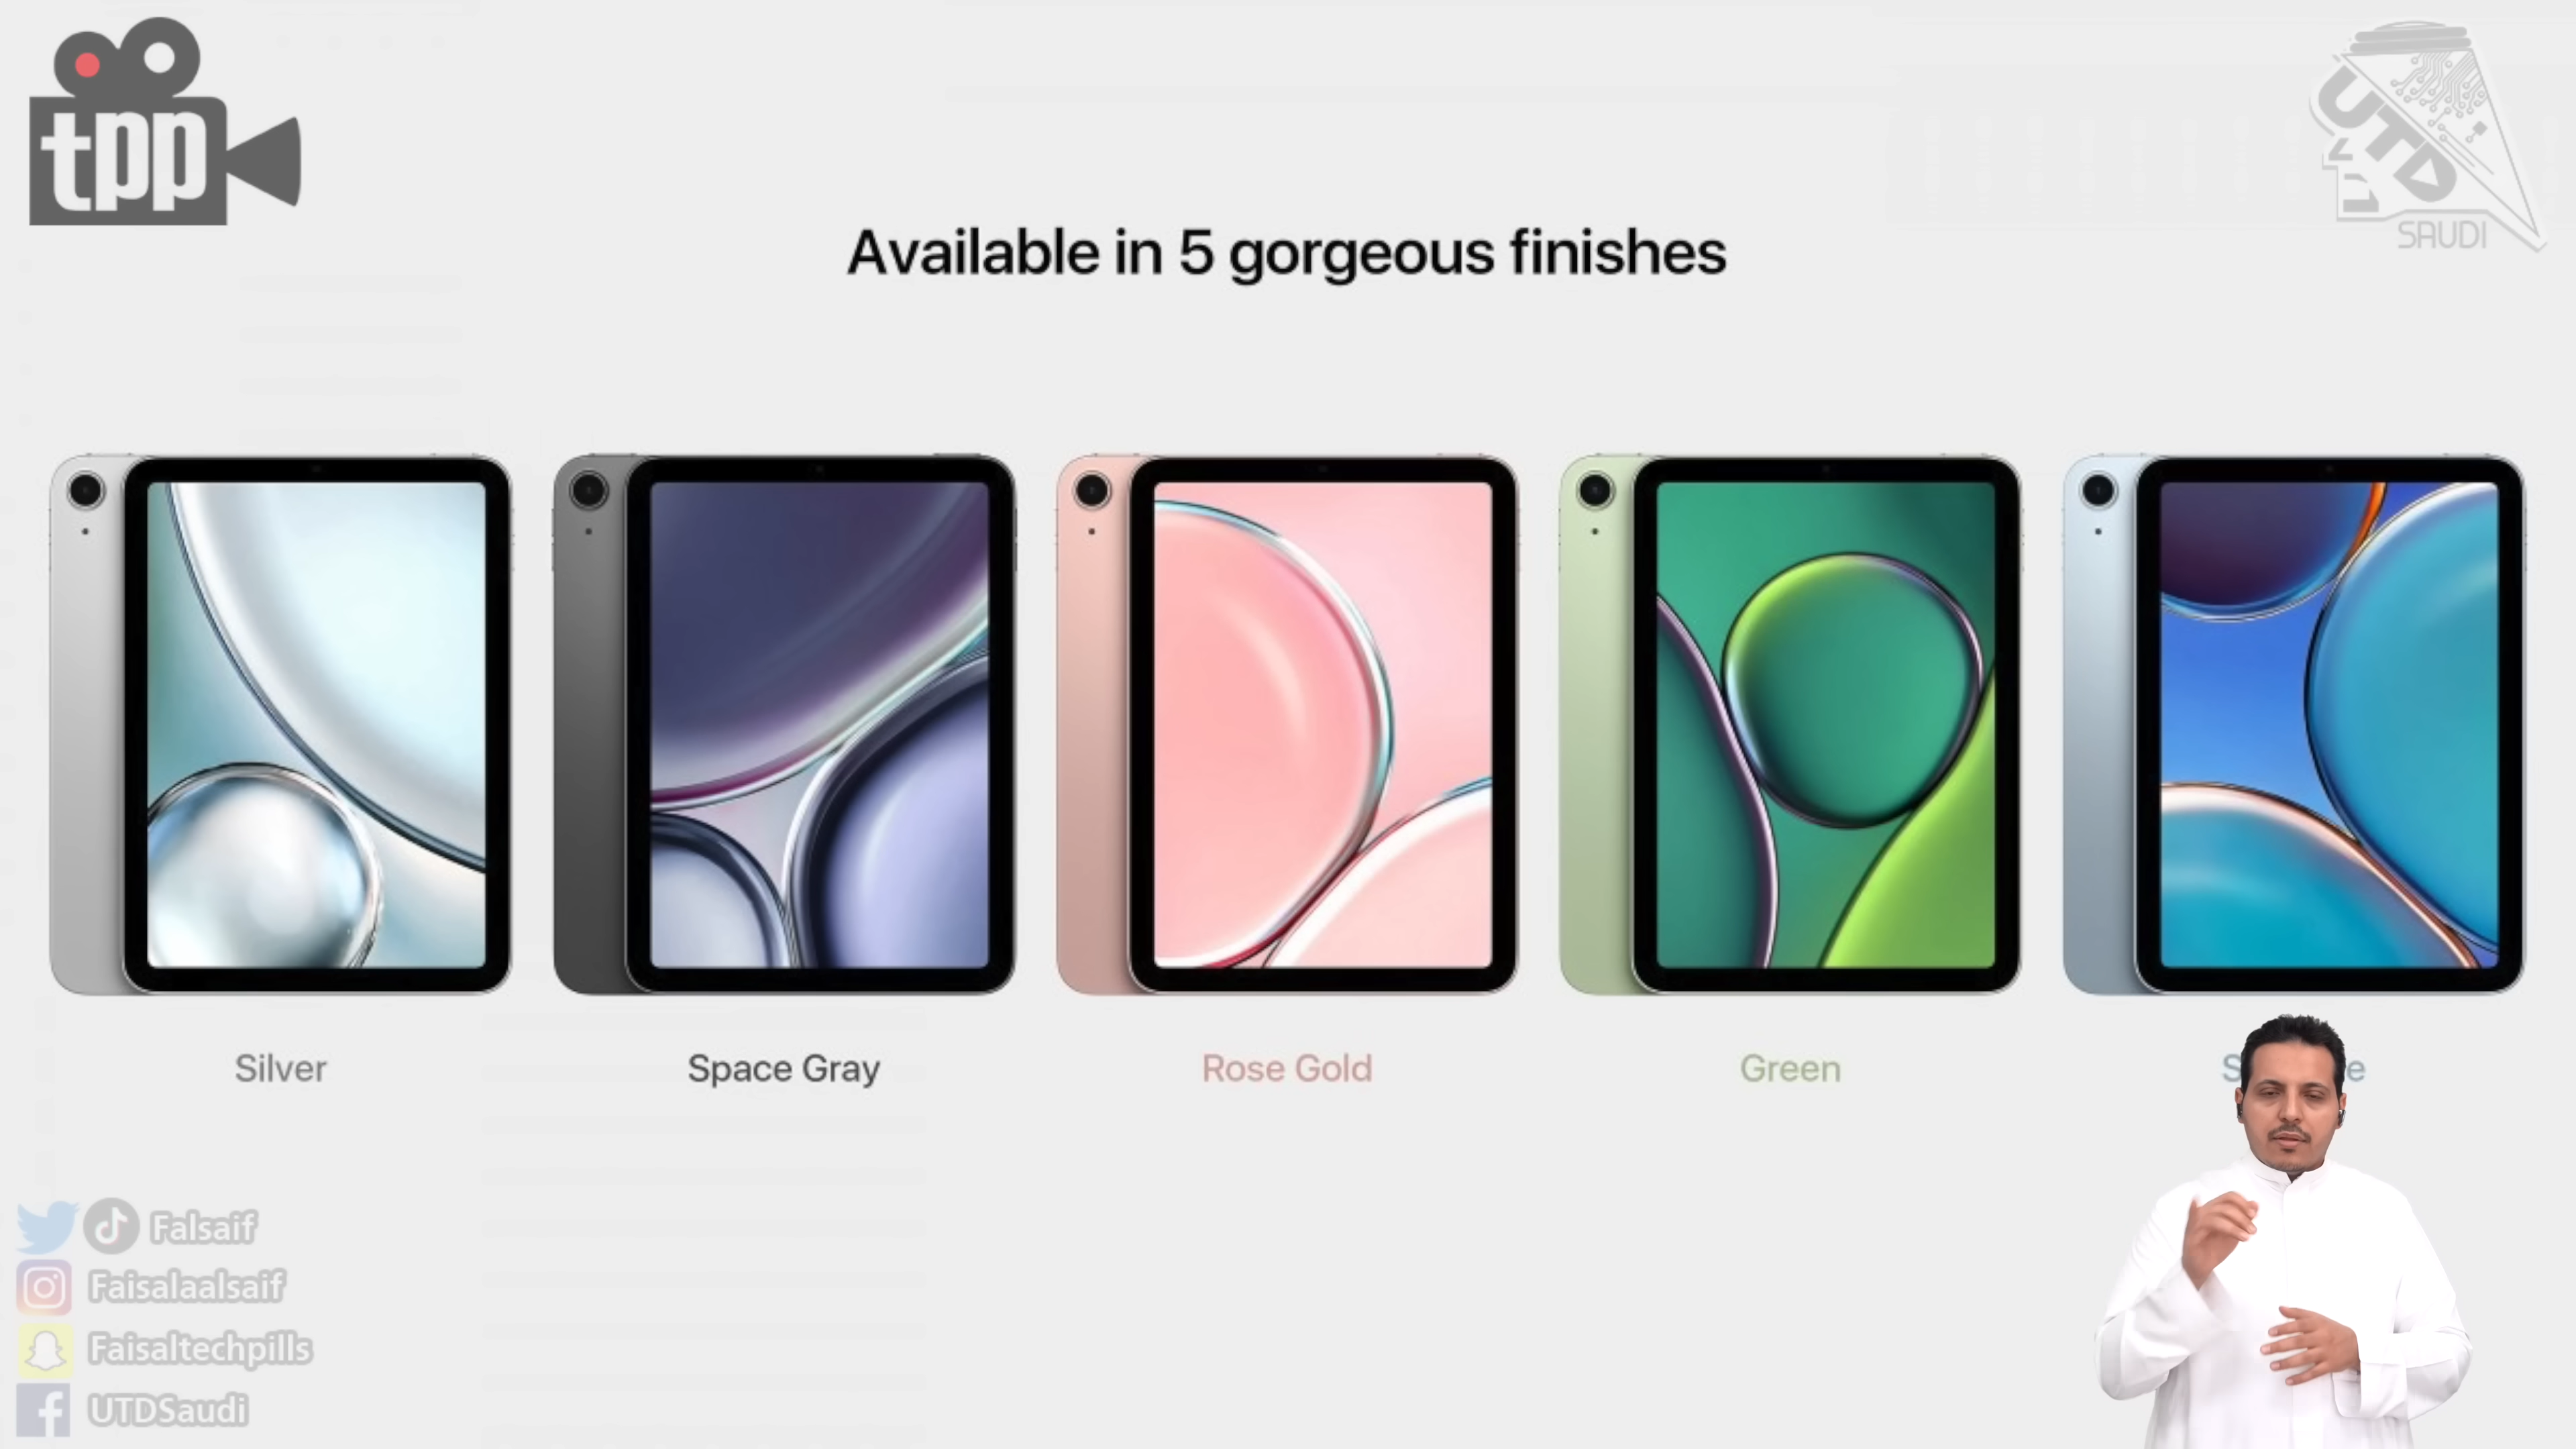 tpp
UTD
SAUDI
Available in 5 gorgeous finishes
Silver
Space Gray
Rose Gold
Green
Falsaif
Faisalaalsaif
Faisaltechpills
UTDSaudi